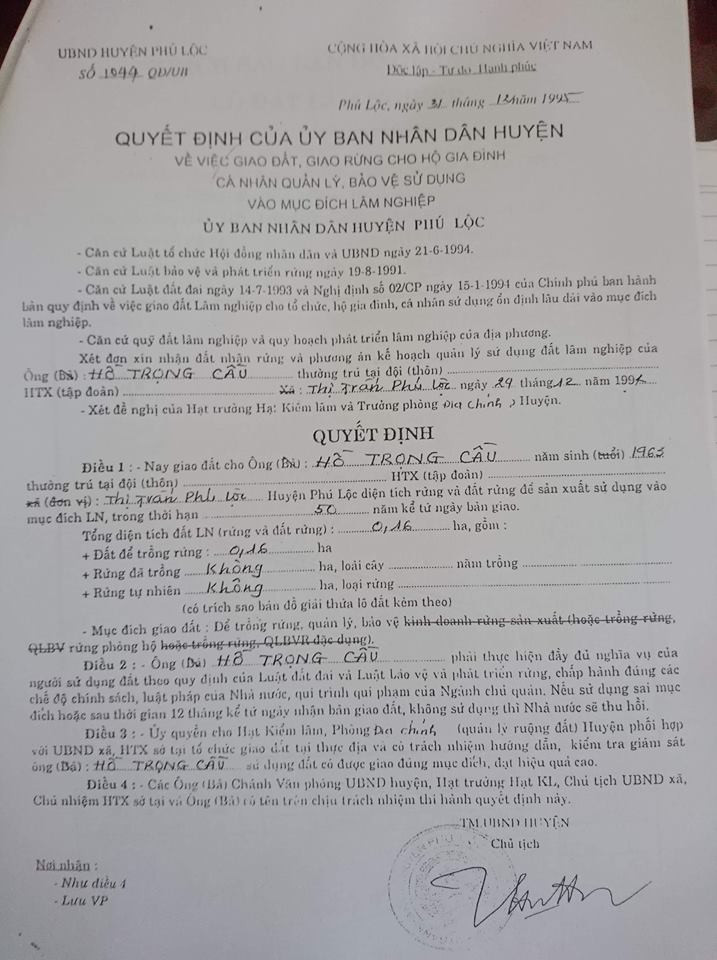 UBND HUYỆN PHÚ LỘC
CỘNG HÒA XÃ HỘI CHỦ NGHĨA VIỆT NAM
SỐ 1944 QĐ/UB
Độc lập - Tự do - Hạnh phúc
Phú Lộc, ngày 31 tháng 12 năm 1995
QUYẾT ĐỊNH CỦA ỦY BAN NHÂN DÂN HUYỆN
VỀ VIỆC GIAO ĐẤT, GIAO RỪNG CHO HỘ GIA ĐÌNH
CÁ NHÂN QUẢN LÝ, BẢO VỆ SỬ DỤNG
VÀO MỤC ĐÍCH LÂM NGHIỆP
ỦY BAN NHÂN DÂN HUYỆN PHÚ LỘC
- Căn cứ Luật tổ chức Hội đồng nhân dân và UBND ngày 21-6-1994.
- Căn cứ Luật bảo vệ và phát triển rừng ngày 19-8-1991.
- Căn cứ Luật đất đai ngày 14-7-1993 và Nghị định số 02/CP ngày 15-1-1994 của Chính phủ ban hành
bản quy định về việc giao đất Lâm nghiệp cho tổ chức, hộ gia đình, cá nhân sử dụng ổn định lâu dài vào mục đích
lâm nghiệp.
- Căn cứ quỹ đất lâm nghiệp và quy hoạch phát triển lâm nghiệp của địa phương.
Xét đơn xin nhận đất nhận rừng và phương án kế hoạch quản lý sử dụng đất lâm nghiệp của
Ông (Bà) : HỒ TRỌNG CẦU thường trú tại đội (thôn)
HTX (tập đoàn) Xã : Thị Trấn Phú Lộc ngày 29 tháng 12 năm
- Xét đề nghị của Hạt trưởng Hạt Kiểm lâm và Trưởng phòng Địa chính Huyện.
QUYẾT ĐỊNH
Điều 1 : - Nay giao đất cho Ông (Bà) : HỒ TRỌNG CẦU năm sinh (tuổi)
thường trú tại đội (thôn) HTX (tập đoàn)
xã (đơn vị) : Thị Trấn Phú Lộc Huyện Phú Lộc diện tích rừng và đất rừng để sản xuất sử dụng vào
mục đích LN, trong thời hạn 50 năm kể từ ngày bàn giao.
Tổng diện tích đất LN (rừng và đất rừng) : 0,16 ha, gồm :
+ Đất để trồng rừng : 0,16 ha
+ Rừng đã trồng Không ha, loài cây năm trồng
+ Rừng tự nhiên Không ha, loại rừng
(có trích sao bản đồ giải thửa lô đất kèm theo)
- Mục đích giao đất : Để trồng rừng, quản lý, bảo vệ kinh doanh rừng sản xuất (hoặc trồng rừng,
QLBV rừng phòng hộ hoặc trồng rừng, QLBVR đặc dụng).
Điều 2 : - Ông (Bà) HỒ TRỌNG CẦU phải thực hiện đầy đủ nghĩa vụ của
người sử dụng đất theo quy định của Luật đất đai và Luật bảo vệ và phát triển rừng, chấp hành đúng các
chế độ chính sách, luật pháp của Nhà nước, qui trình qui phạm của Ngành chủ quản. Nếu sử dụng sai mục
đích hoặc sau thời gian 12 tháng kể từ ngày nhận bàn giao đất, không sử dụng thì Nhà nước sẽ thu hồi.
Điều 3 : - Ủy quyền cho Hạt Kiểm lâm, Phòng Địa chính (quản lý ruộng đất) Huyện phối hợp
với UBND xã, HTX sở tại tổ chức giao đất tại thực địa và có trách nhiệm hướng dẫn, kiểm tra giám sát
ông (Bà) : HỒ TRỌNG CẦU sử dụng đất có được giao đúng mục đích, đạt hiệu quả cao.
Điều 4 : - Các Ông (Bà) Chánh Văn phòng UBND huyện, Hạt trưởng Hạt KL, Chủ tịch UBND xã,
Chủ nhiệm HTX sở tại và Ông (Bà) có tên trên chịu trách nhiệm thi hành quyết định này.
TM.UBND HUYỆN
Chủ tịch
Nơi nhận :
- Như điều 4
- Lưu VP